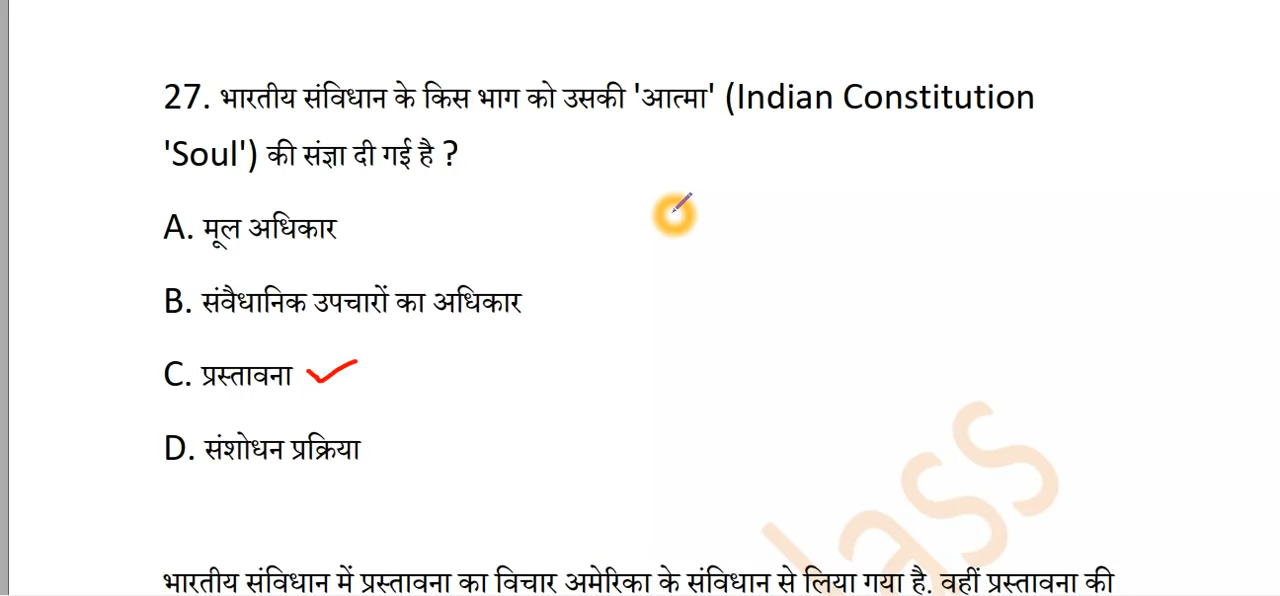 27. भारतीय संविधान के किस भाग को उसकी 'आत्मा' (Indian Constitution
'Soul') की संज्ञा दी गई है ?
A. मूल अधिकार
B. संवैधानिक उपचारों का अधिकार
C. प्रस्तावना
D. संशोधन प्रक्रिया
lass
भारतीय संविधान में प्रस्तावना का विचार अमेरिका के संविधान से लिया गया है. वहीं प्रस्तावना की